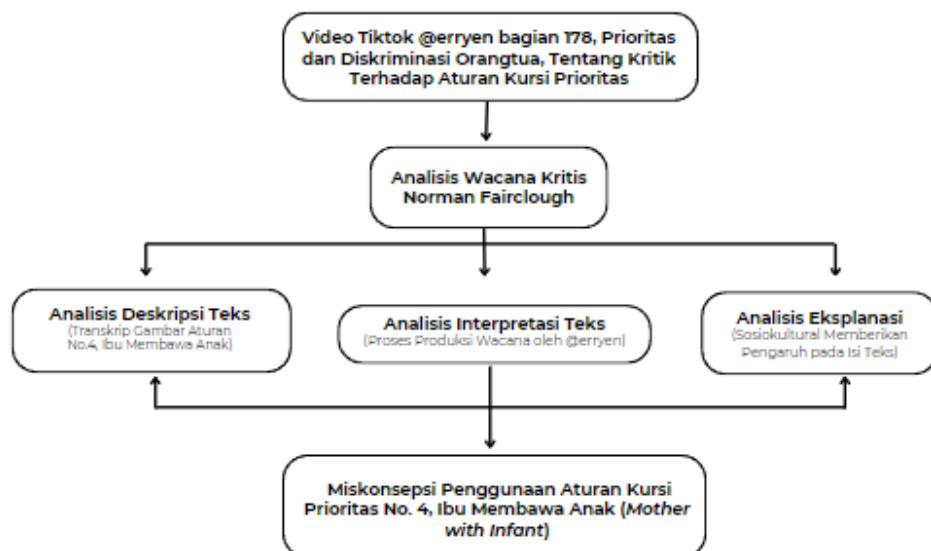 Video Tiktok @erryen bagian 178, Prioritas
dan Diskriminasi Orangtua, Tentang Kritik
Terhadap Aturan Kursi Prioritas
Analisis Wacana Kritis
Norman Fairclough
Analisis Deskripsi Teks
(Transkrip Gambar Aturan
No.4, Ibu Membawa Anak)
Analisis Interpretasi Teks
(Proses Produksi Wacana oleh @erryen)
Analisis Eksplanasi
(Sosiokultural Memberikan
Pengaruh pada Isi Teks)
Miskonsepsi Penggunaan Aturan Kursi
Prioritas No. 4, Ibu Membawa Anak (Mother
with Infant)